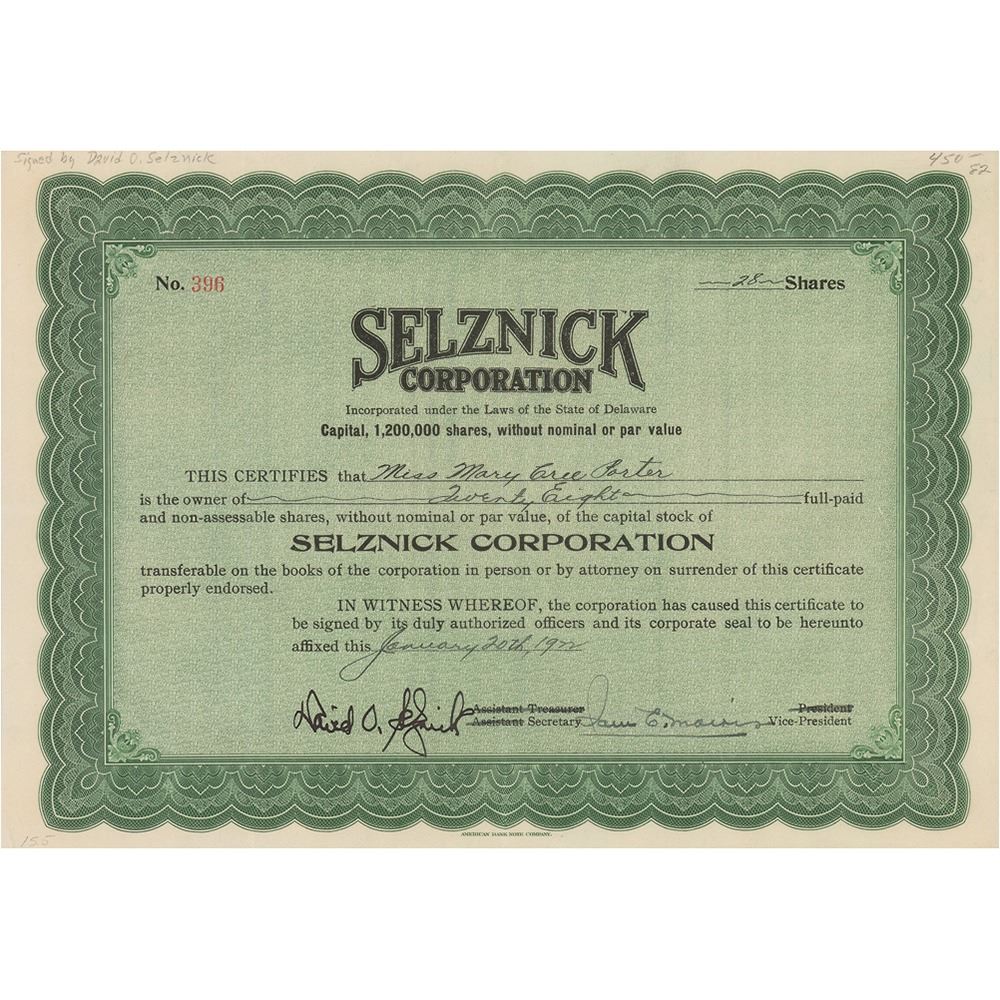 Signed by David O. Selznick
450-
82
No. 396
28 Shares
SELZNICK
CORPORATION
Incorporated under the Laws of the State of Delaware
Capital, 1,200,000 shares, without nominal or par value
THIS CERTIFIES that Miss Mary Cree Porter
is the owner of Twenty Eight full-paid
and non-assessable shares, without nominal or par value, of the capital stock of
SELZNICK CORPORATION
transferable on the books of the corporation in person or by attorney on surrender of this certificate
properly endorsed.
IN WITNESS WHEREOF, the corporation has caused this certificate to
be signed by its duly authorized officers and its corporate seal to be hereunto
affixed this January 20th, 1922
Assistant Treasurer President
David O. Selznick Assistant Secretary Sam E. Morris Vice-President
AMERICAN BANK NOTE COMPANY.
155